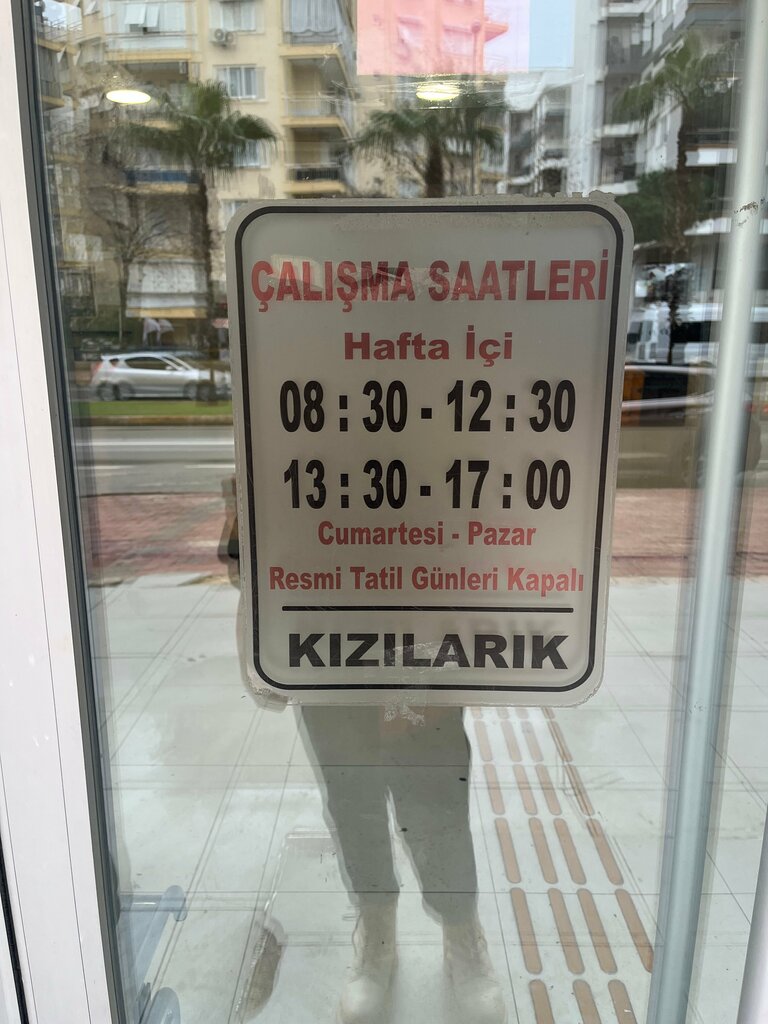 ÇALIŞMA SAATLERİ
Hafta İçi
08 : 30 - 12 : 30
13 : 30 - 17 : 00
Cumartesi - Pazar
Resmi Tatil Günleri Kapalı
KIZILARIK